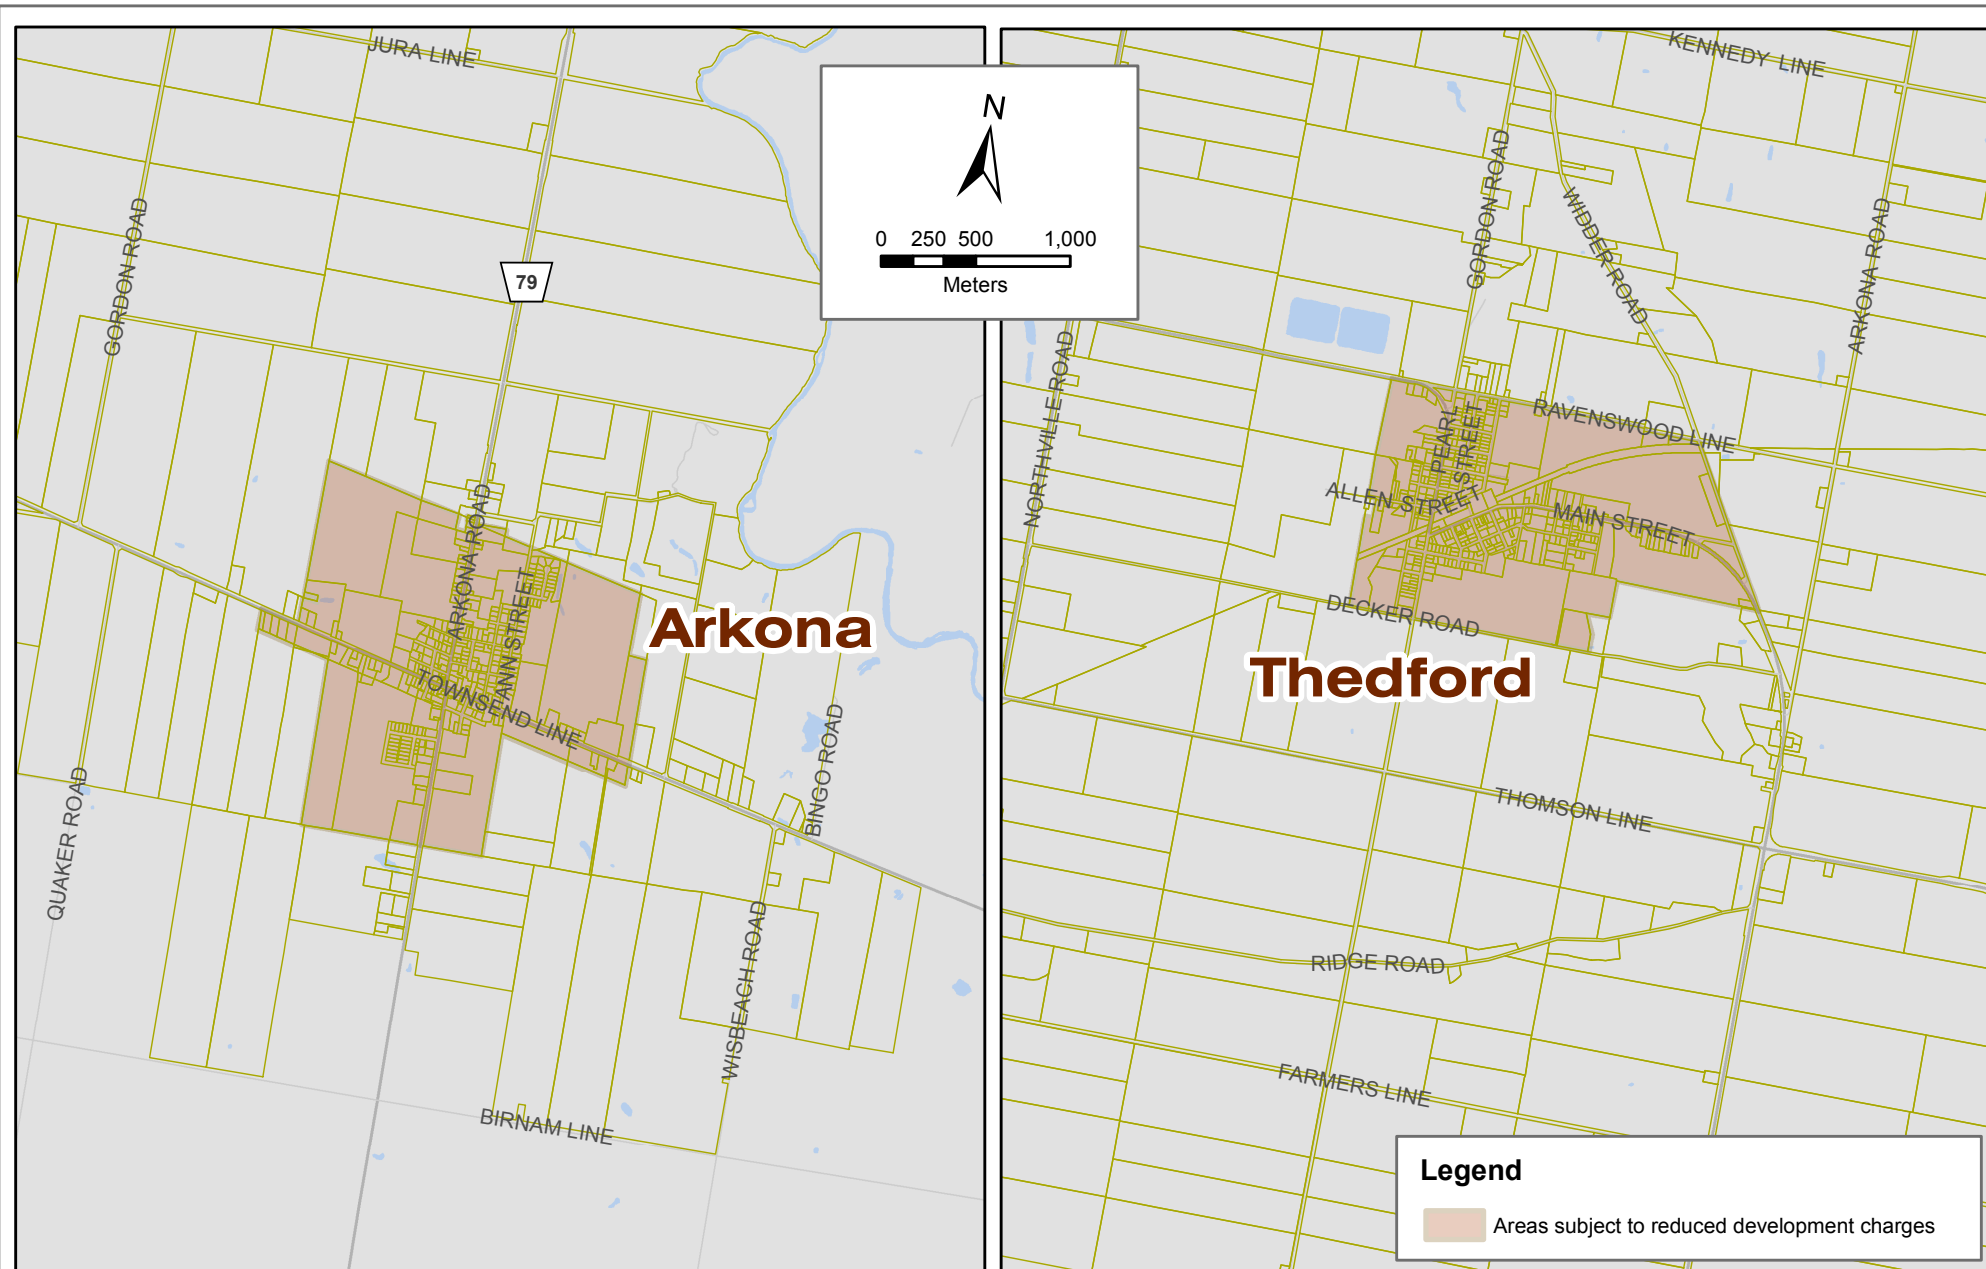 JURA LINE
GORDON ROAD
79
ARKONA ROAD
ANN STREET
TOWNSEND LINE
Arkona
QUAKER ROAD
BINGO ROAD
WISBEACH ROAD
BIRNAM LINE
N
0 250 500 1,000
Meters
KENNEDY LINE
GORDON ROAD
WIDDER ROAD
ARKONA ROAD
NORTHVILLE ROAD
RAVENSWOOD LINE
PEARL
STREET
ALLEN STREET
MAIN STREET
DECKER ROAD
Thedford
THOMSON LINE
RIDGE ROAD
FARMERS LINE
Legend
Areas subject to reduced development charges